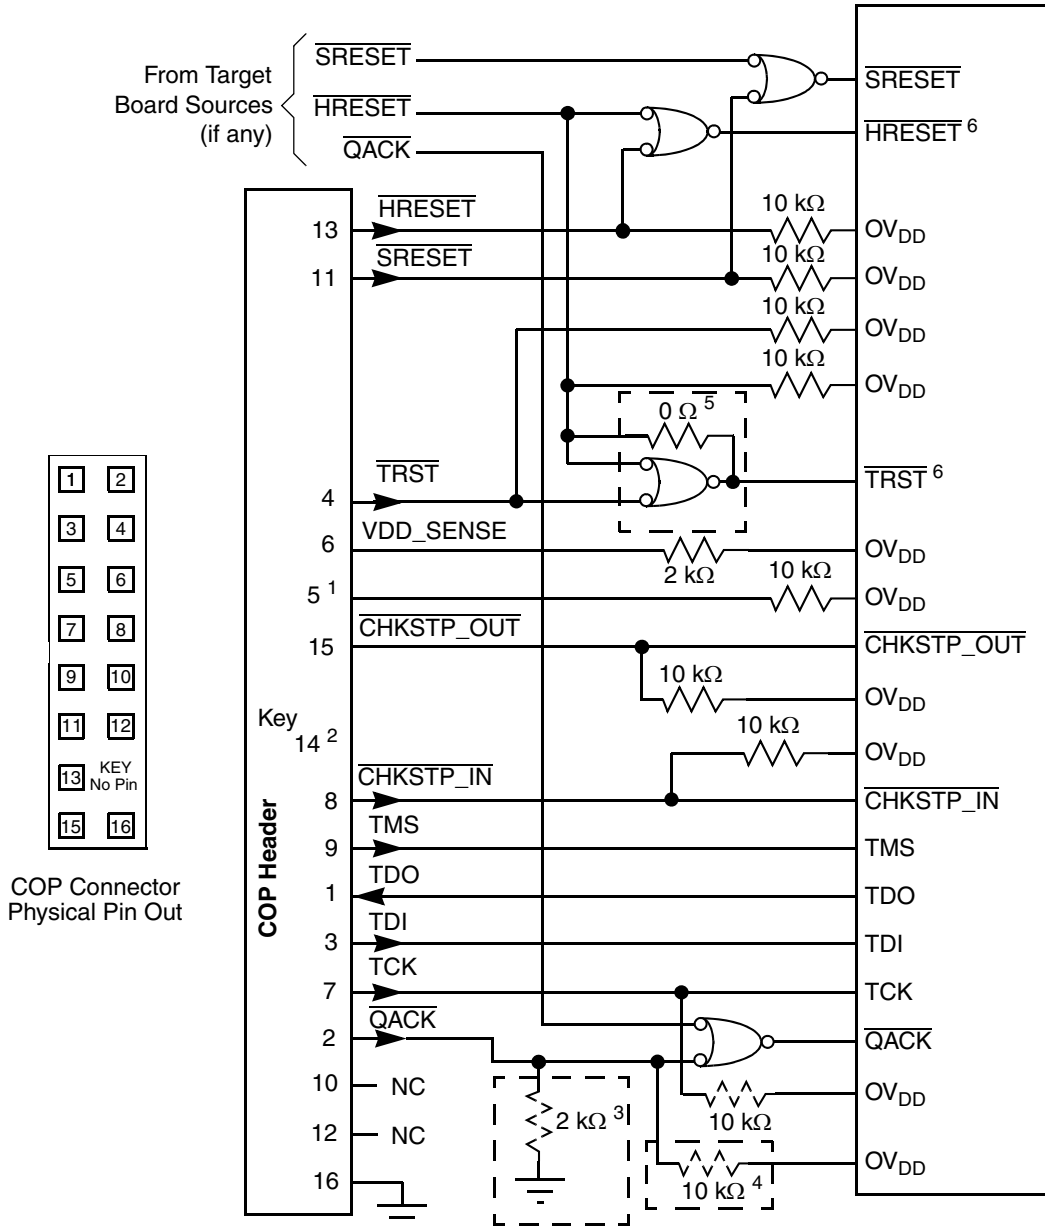 From Target
Board Sources
(if any)
SRESET
HRESET
QACK
SRESET
HRESET 6
13
HRESET
10 kΩ
OVDD
11
SRESET
10 kΩ
OVDD
10 kΩ
OVDD
10 kΩ
OVDD
0 Ω 5
4
TRST
TRST 6
6
VDD_SENSE
2 kΩ
OVDD
5 1
10 kΩ
OVDD
15
CHKSTP_OUT
CHKSTP_OUT
10 kΩ
OVDD
Key
14 2
10 kΩ
OVDD
8
CHKSTP_IN
CHKSTP_IN
9
TMS
TMS
1
TDO
TDO
3
TDI
TDI
7
TCK
TCK
2
QACK
QACK
10
NC
2 kΩ 3
10 kΩ
OVDD
12
NC
10 kΩ 4
OVDD
16
COP Header
1 2
3 4
5 6
7 8
9 10
11 12
13 KEY
No Pin
15 16
COP Connector
Physical Pin Out